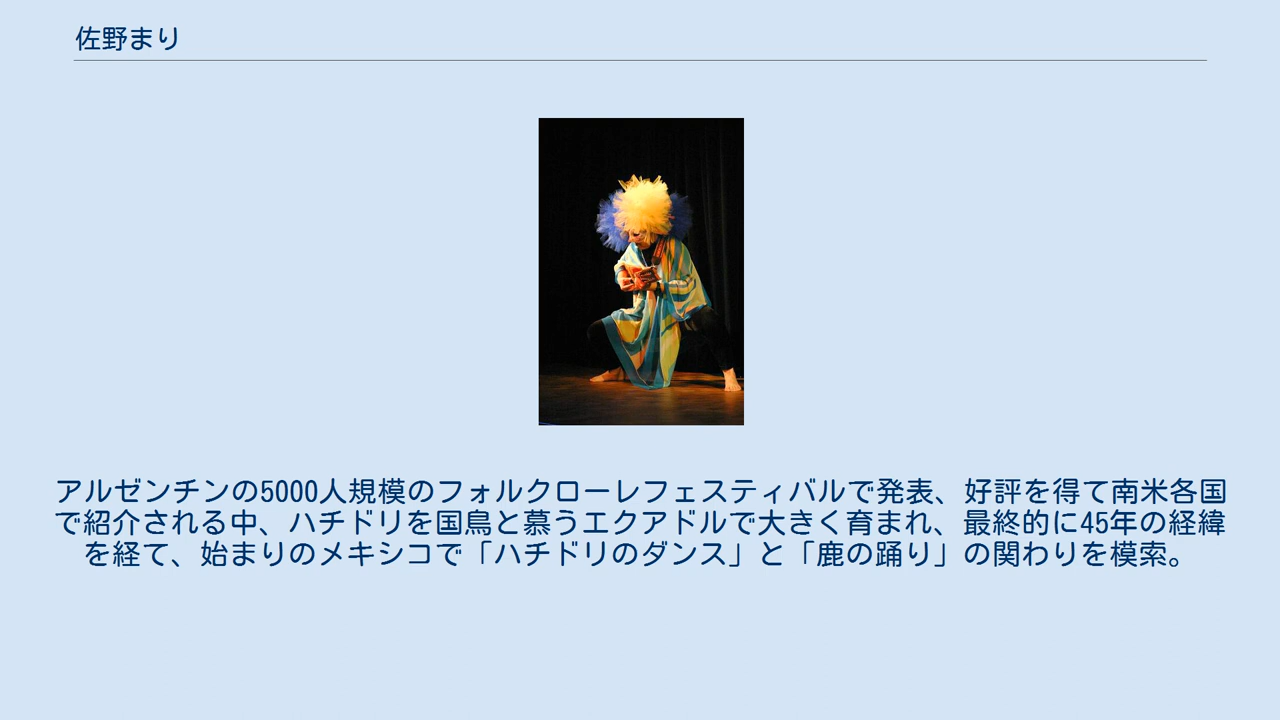 佐野まり
アルゼンチンの5000人規模のフォルクローレフェスティバルで発表、好評を得て南米各国
で紹介される中、ハチドリを国鳥と慕うエクアドルで大きく育まれ、最終的に45年の経緯
を経て、始まりのメキシコで「ハチドリのダンス」と「鹿の踊り」の関わりを模索。